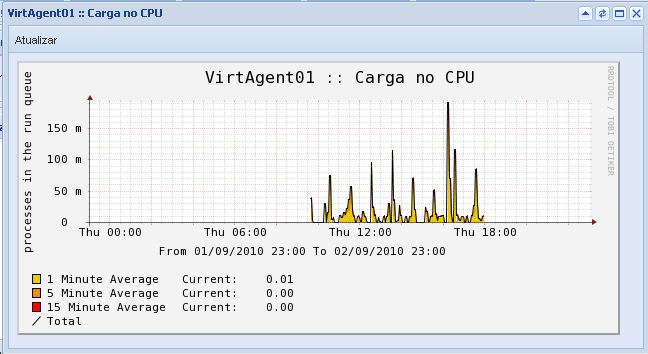 VirtAgent01 :: Carga no CPU
Atualizar
VirtAgent01 :: Carga no CPU
RRDTOOL / TOBI OETIKER
processes in the run queue
150 m
100 m
50 m
0
Thu 00:00 Thu 06:00 Thu 12:00 Thu 18:00
From 01/09/2010 23:00 To 02/09/2010 23:00
1 Minute Average Current: 0.01
5 Minute Average Current: 0.00
15 Minute Average Current: 0.00
Total